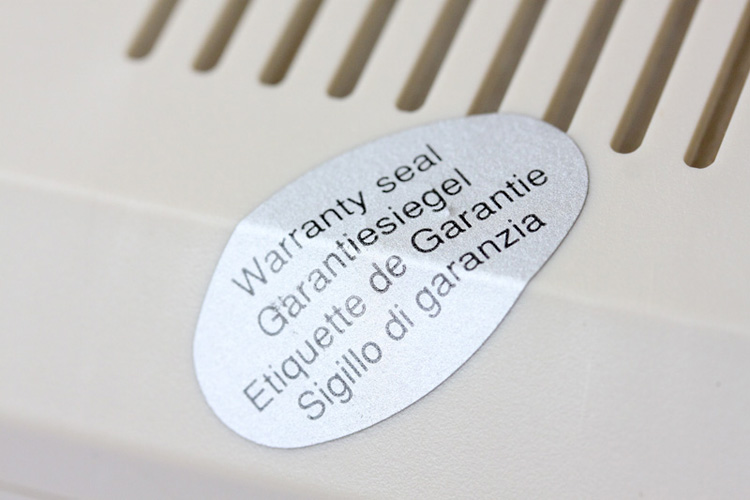 Warranty seal
Garantiesiegel
Etiquette de Garantie
Sigillo di garanzia